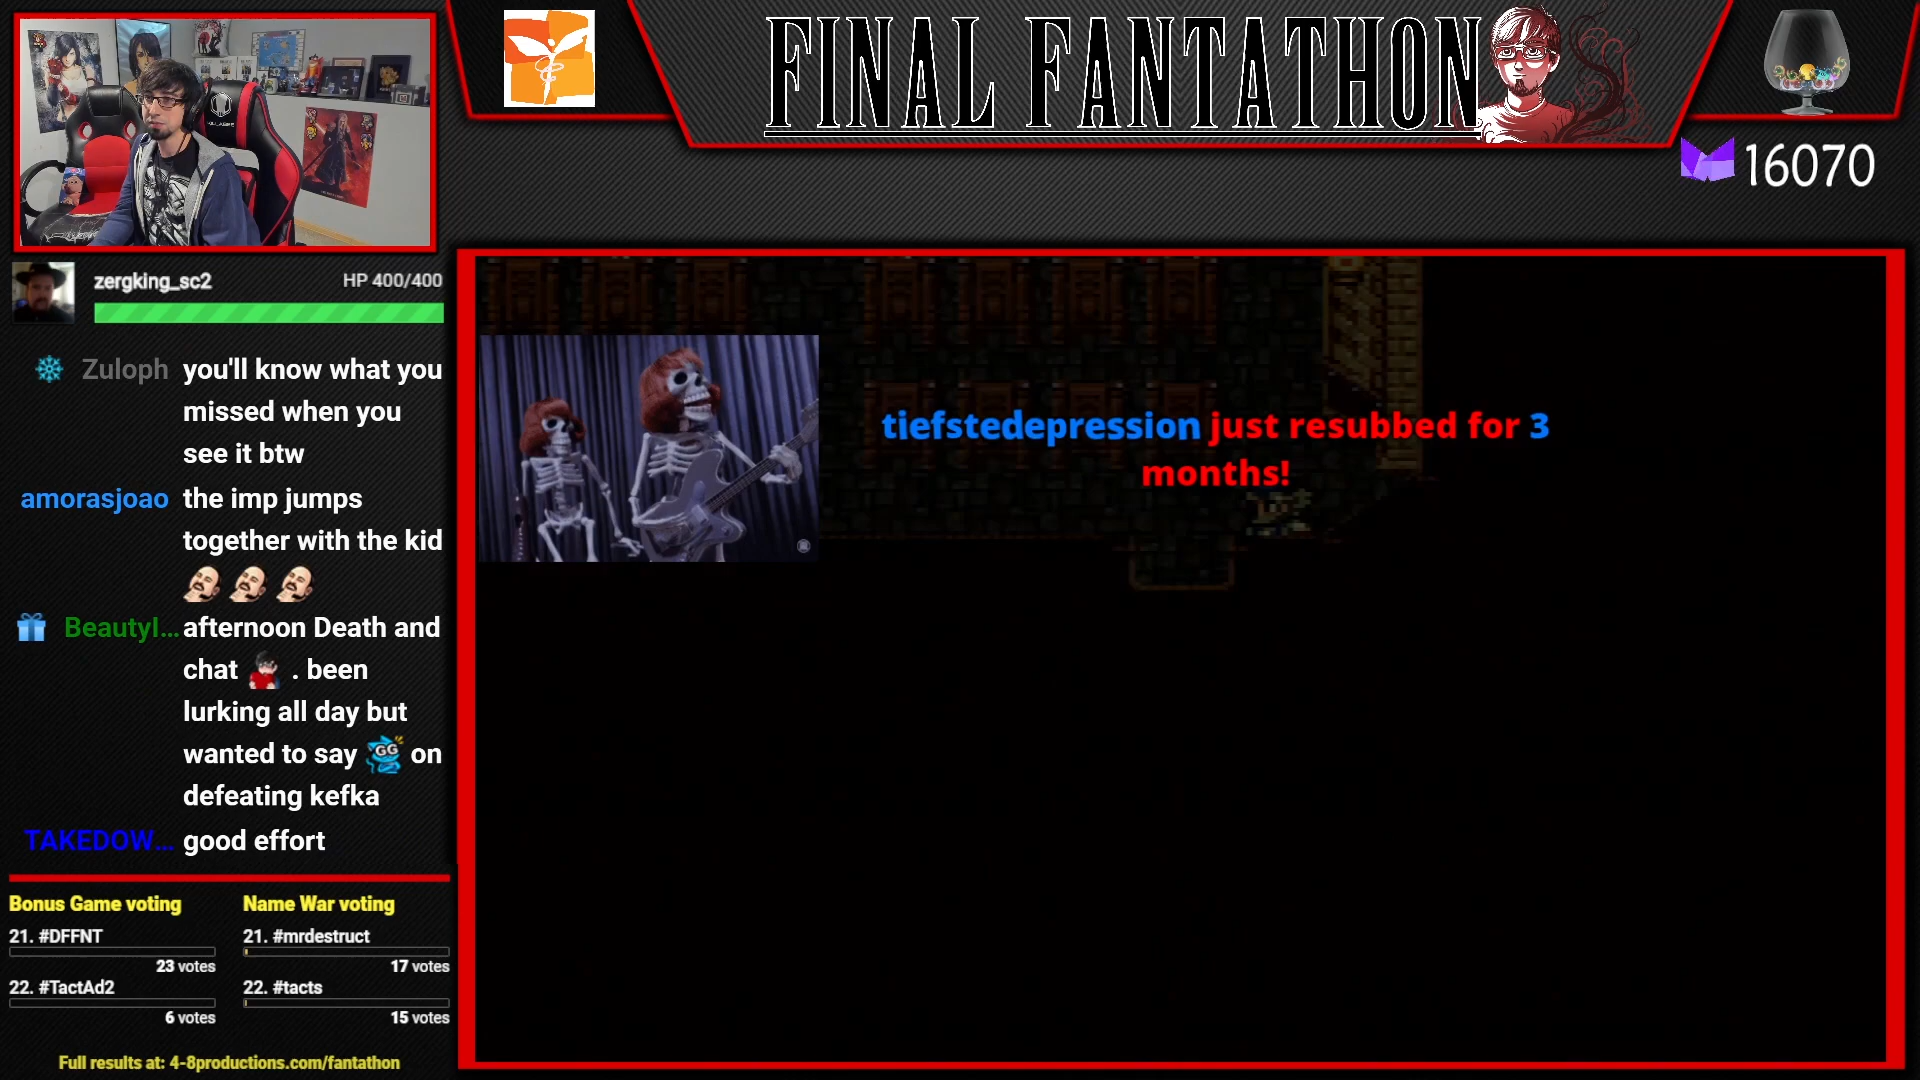 FINAL FANTATHON
16070
zergking_sc2 HP 400/400
Zuloph you'll know what you
missed when you
see it btw
amorasjoao the imp jumps
together with the kid
BeautyI... afternoon Death and
chat . been
lurking all day but
wanted to say GG on
defeating kefka
TAKEDOW... good effort
tiefstedepression just resubbed for 3
months!
Bonus Game voting
21. #DFFNT
23 votes
22. #TactAd2
6 votes
Name War voting
21. #mrdestruct
17 votes
22. #tacts
15 votes
Full results at: 4-8productions.com/fantathon